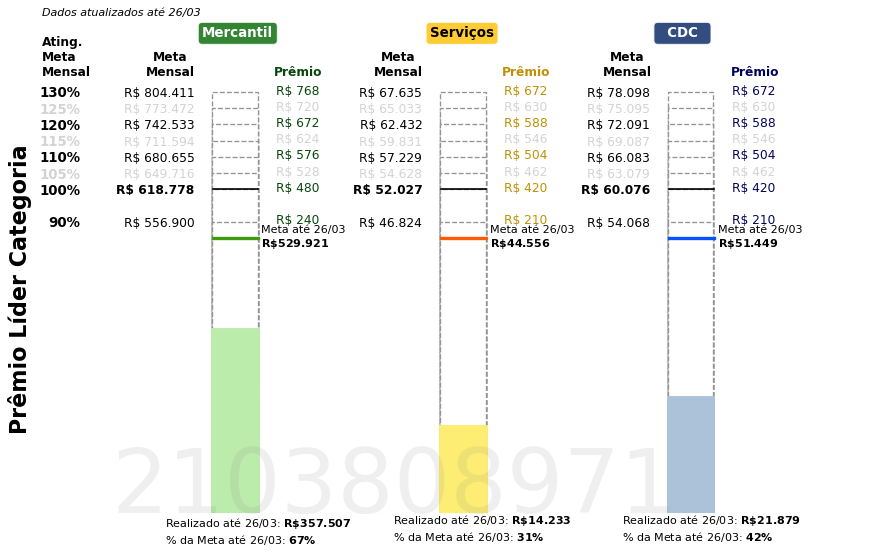 Dados atualizados até 26/03
Mercantil Serviços CDC
Ating.
Meta
Mensal
Meta
Mensal Prêmio
Meta
Mensal Prêmio
Meta
Mensal Prêmio
130% R$ 804.411 R$ 768 R$ 67.635 R$ 672 R$ 78.098 R$ 672
125% R$ 773.472 R$ 720 R$ 65.033 R$ 630 R$ 75.095 R$ 630
120% R$ 742.533 R$ 672 R$ 62.432 R$ 588 R$ 72.091 R$ 588
115% R$ 711.594 R$ 624 R$ 59.831 R$ 546 R$ 69.087 R$ 546
110% R$ 680.655 R$ 576 R$ 57.229 R$ 504 R$ 66.083 R$ 504
105% R$ 649.716 R$ 528 R$ 54.628 R$ 462 R$ 63.079 R$ 462
100% R$ 618.778 R$ 480 R$ 52.027 R$ 420 R$ 60.076 R$ 420
90% R$ 556.900 R$ 240 R$ 46.824 R$ 210 R$ 54.068 R$ 210
Meta até 26/03 Meta até 26/03 Meta até 26/03
R$529.921 R$44.556 R$51.449
Prêmio Líder Categoria
2103808971
Realizado até 26/03: R$357.507 Realizado até 26/03: R$14.233 Realizado até 26/03: R$21.879
% da Meta até 26/03: 67% % da Meta até 26/03: 31% % da Meta até 26/03: 42%